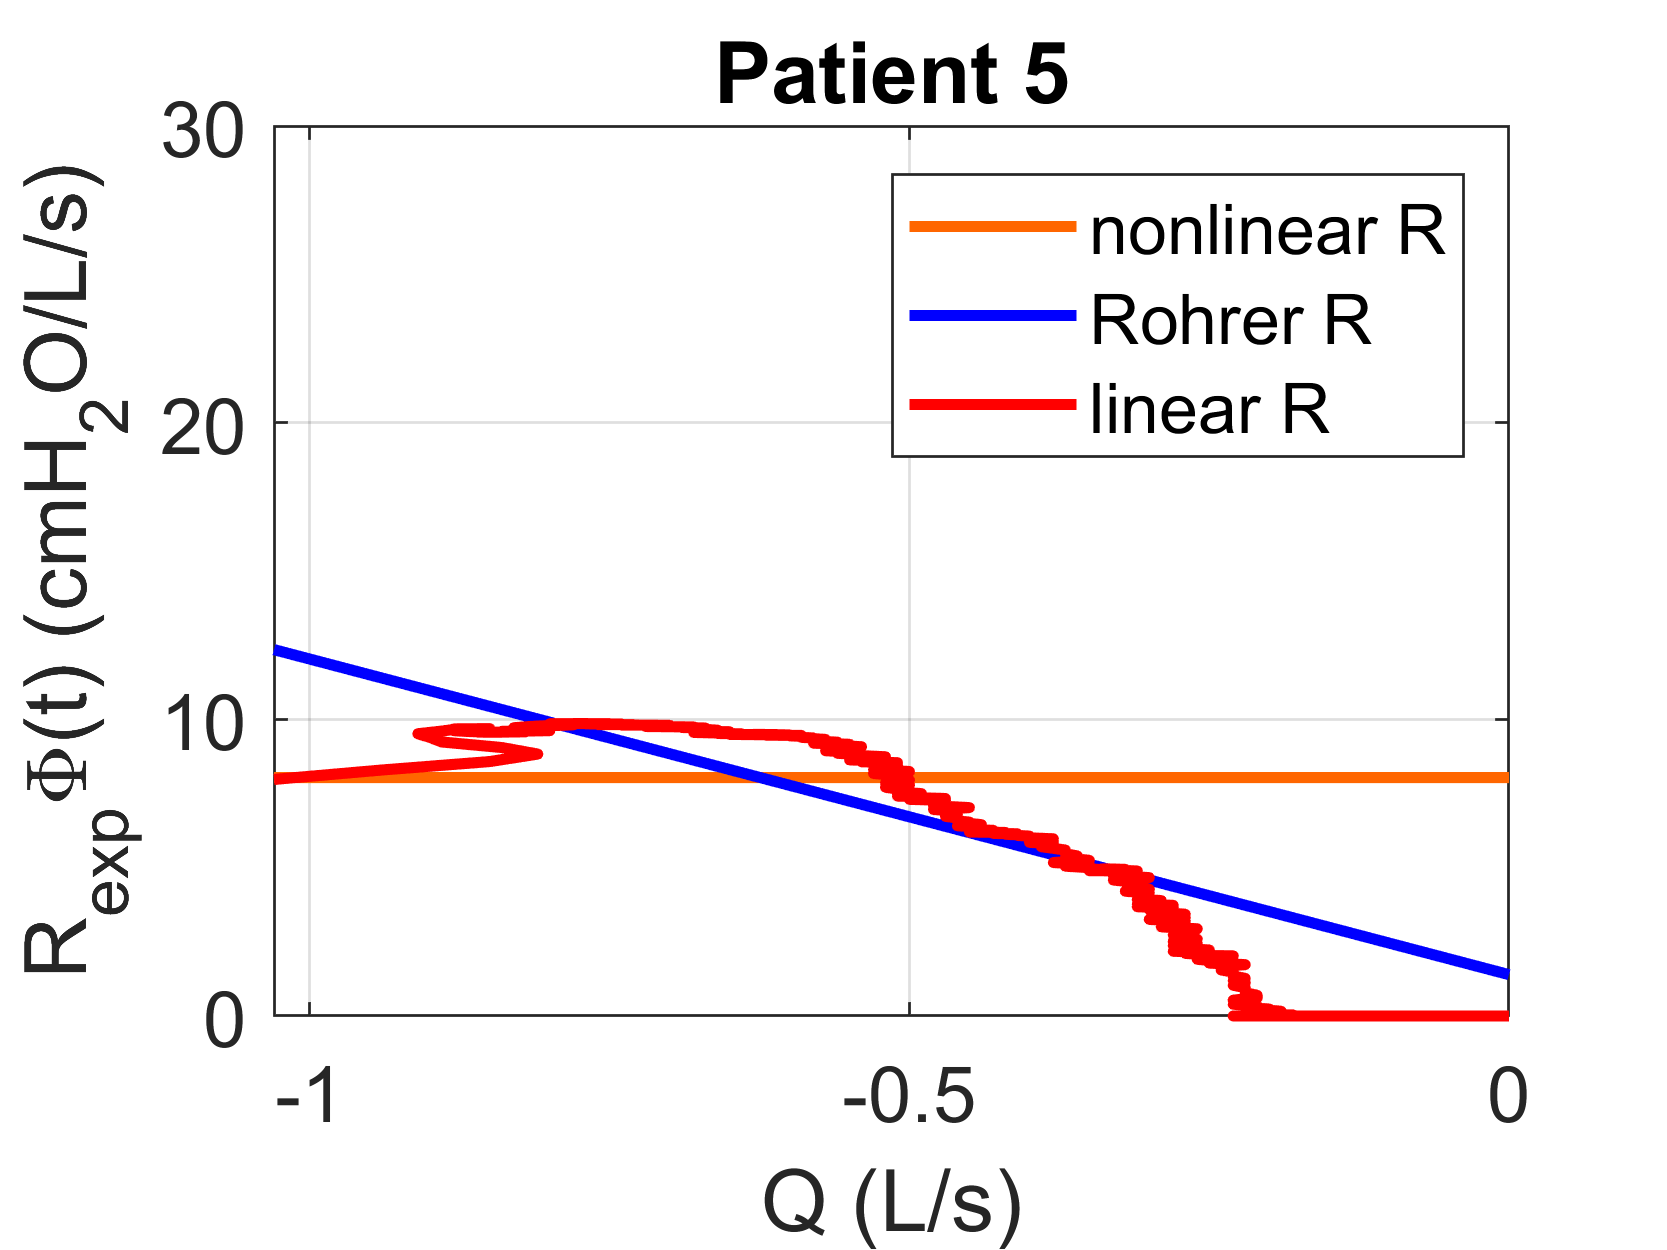 Patient 5
30
20
10
0
-1
-0.5
0
R_exp Φ(t) (cmH_2O/L/s)
Q (L/s)
nonlinear R
Rohrer R
linear R